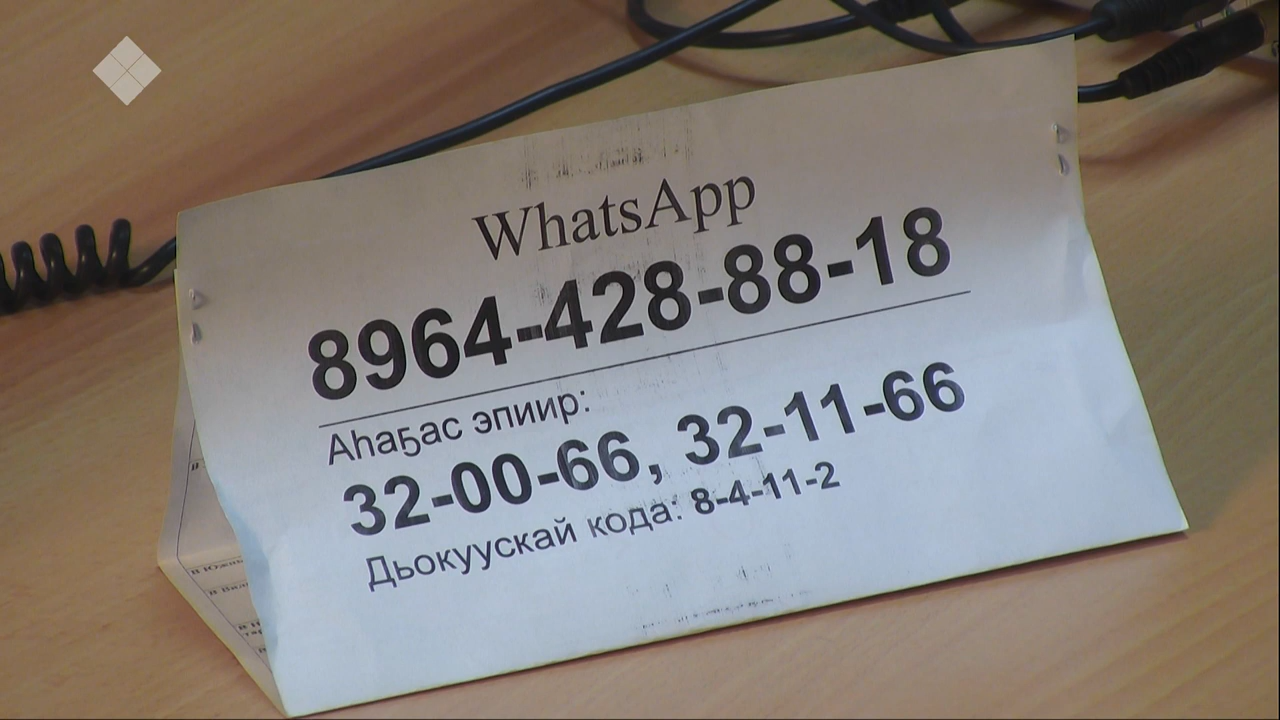 WhatsApp
8964-428-88-18
Аһаҕас эпиир:
32-00-66, 32-11-66
Дьокуускай кода: 8-4-11-2